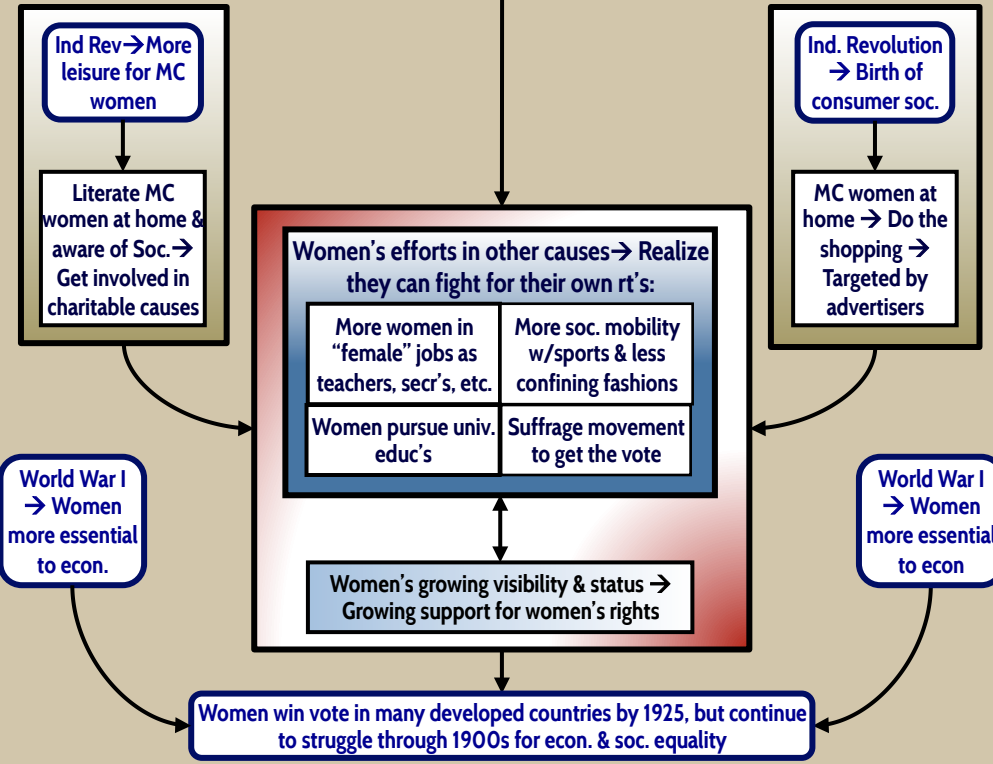 Ind Rev→More
leisure for MC
women
Literate MC
women at home &
aware of Soc.→
Get involved in
charitable causes
Ind. Revolution
→ Birth of
consumer soc.
MC women at
home → Do the
shopping →
Targeted by
advertisers
Women's efforts in other causes→ Realize
they can fight for their own rt's:
More women in
“female” jobs as
teachers, secr's, etc.
More soc. mobility
w/sports & less
confining fashions
Women pursue univ.
educ's
Suffrage movement
to get the vote
World War I
→ Women
more essential
to econ.
Women's growing visibility & status →
Growing support for women's rights
World War I
→ Women
more essential
to econ
Women win vote in many developed countries by 1925, but continue
to struggle through 1900s for econ. & soc. equality